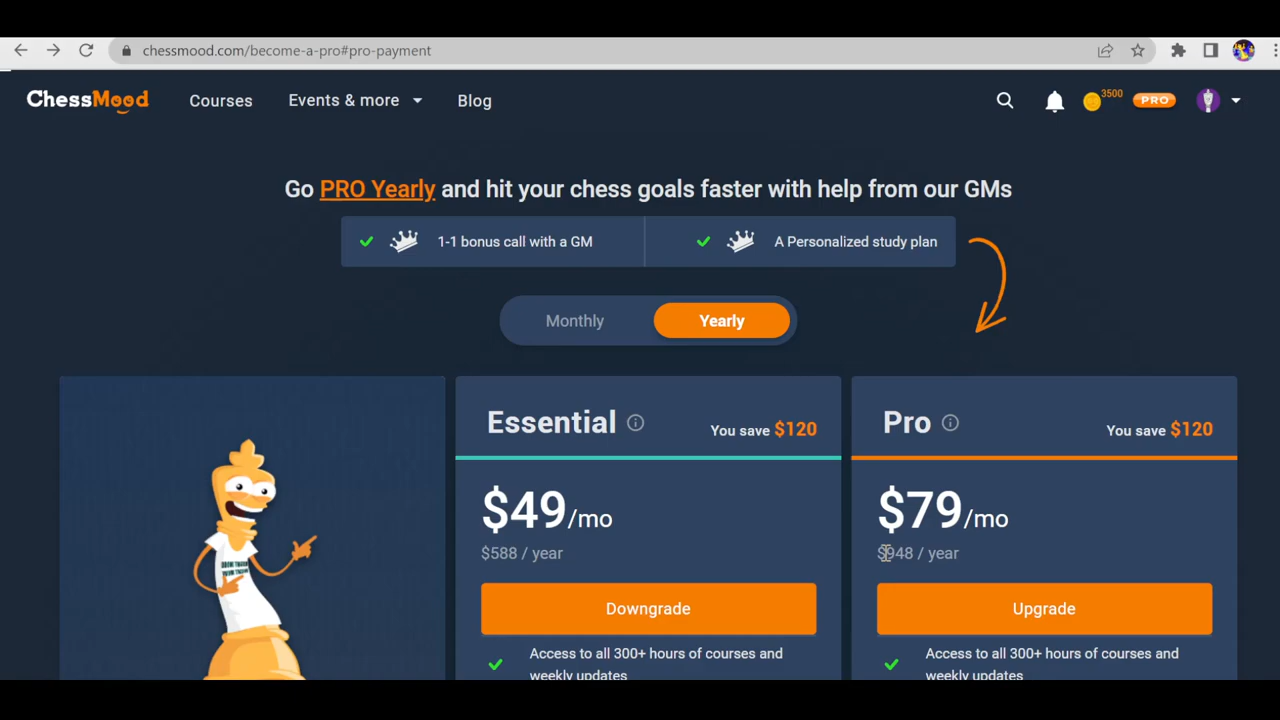 chessmood.com/become-a-pro#pro-payment
ChessMood
Courses
Events & more
Blog
3500
PRO
Go PRO Yearly and hit your chess goals faster with help from our GMs
1-1 bonus call with a GM
A Personalized study plan
Monthly
Yearly
Essential
You save $120
$49/mo
$588 / year
Downgrade
Access to all 300+ hours of courses and
weekly updates
Pro
You save $120
$79/mo
$948 / year
Upgrade
Access to all 300+ hours of courses and
weekly updates